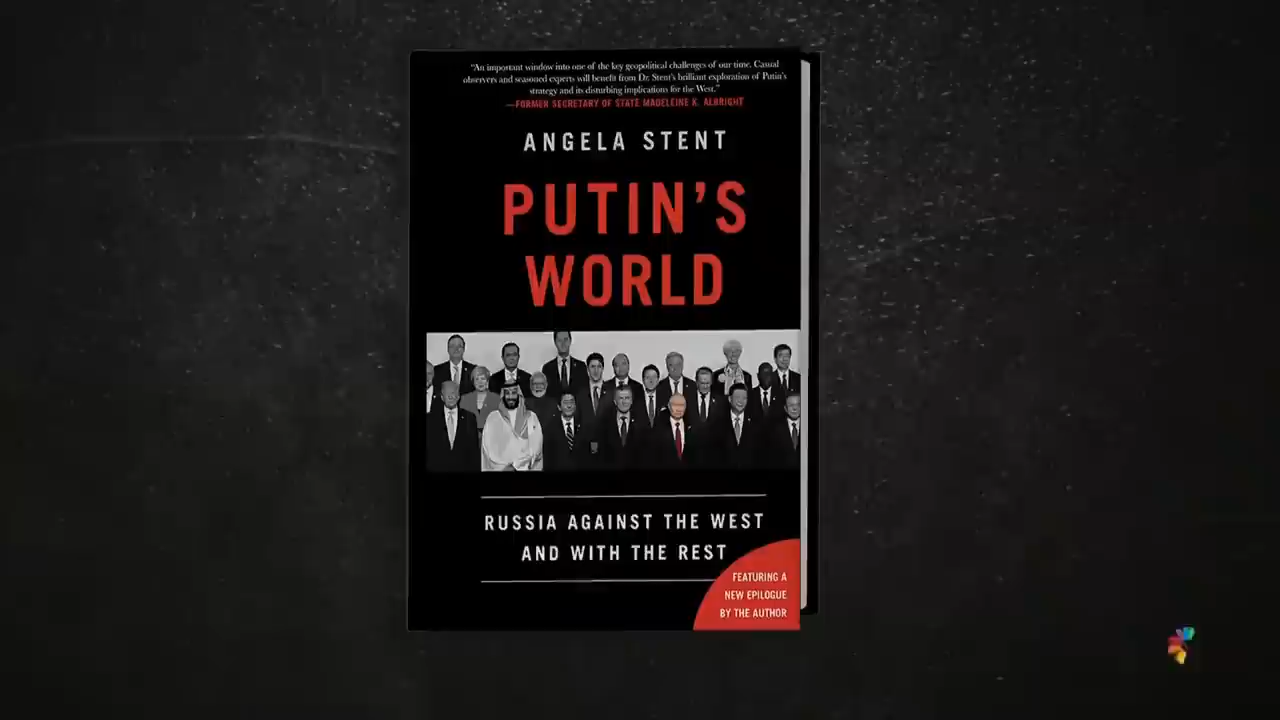 "An important window into one of the key geopolitical challenges of our time. Casual
observers and seasoned experts will benefit from Dr. Stent's brilliant exploration of Putin's
strategy and its disturbing implications for the West."
—FORMER SECRETARY OF STATE MADELEINE K. ALBRIGHT
ANGELA STENT
PUTIN'S
WORLD
RUSSIA AGAINST THE WEST
AND WITH THE REST
FEATURING A
NEW EPILOGUE
BY THE AUTHOR